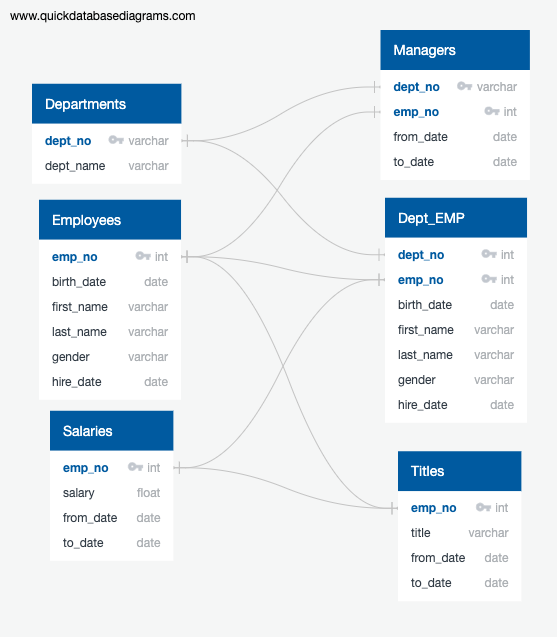 www.quickdatabasediagrams.com
Managers
dept_no varchar
emp_no int
from_date date
to_date date
Departments
dept_no varchar
dept_name varchar
Employees
emp_no int
birth_date date
first_name varchar
last_name varchar
gender varchar
hire_date date
Dept_EMP
dept_no int
emp_no int
birth_date date
first_name varchar
last_name varchar
gender varchar
hire_date date
Salaries
emp_no int
salary float
from_date date
to_date date
Titles
emp_no int
title varchar
from_date date
to_date date